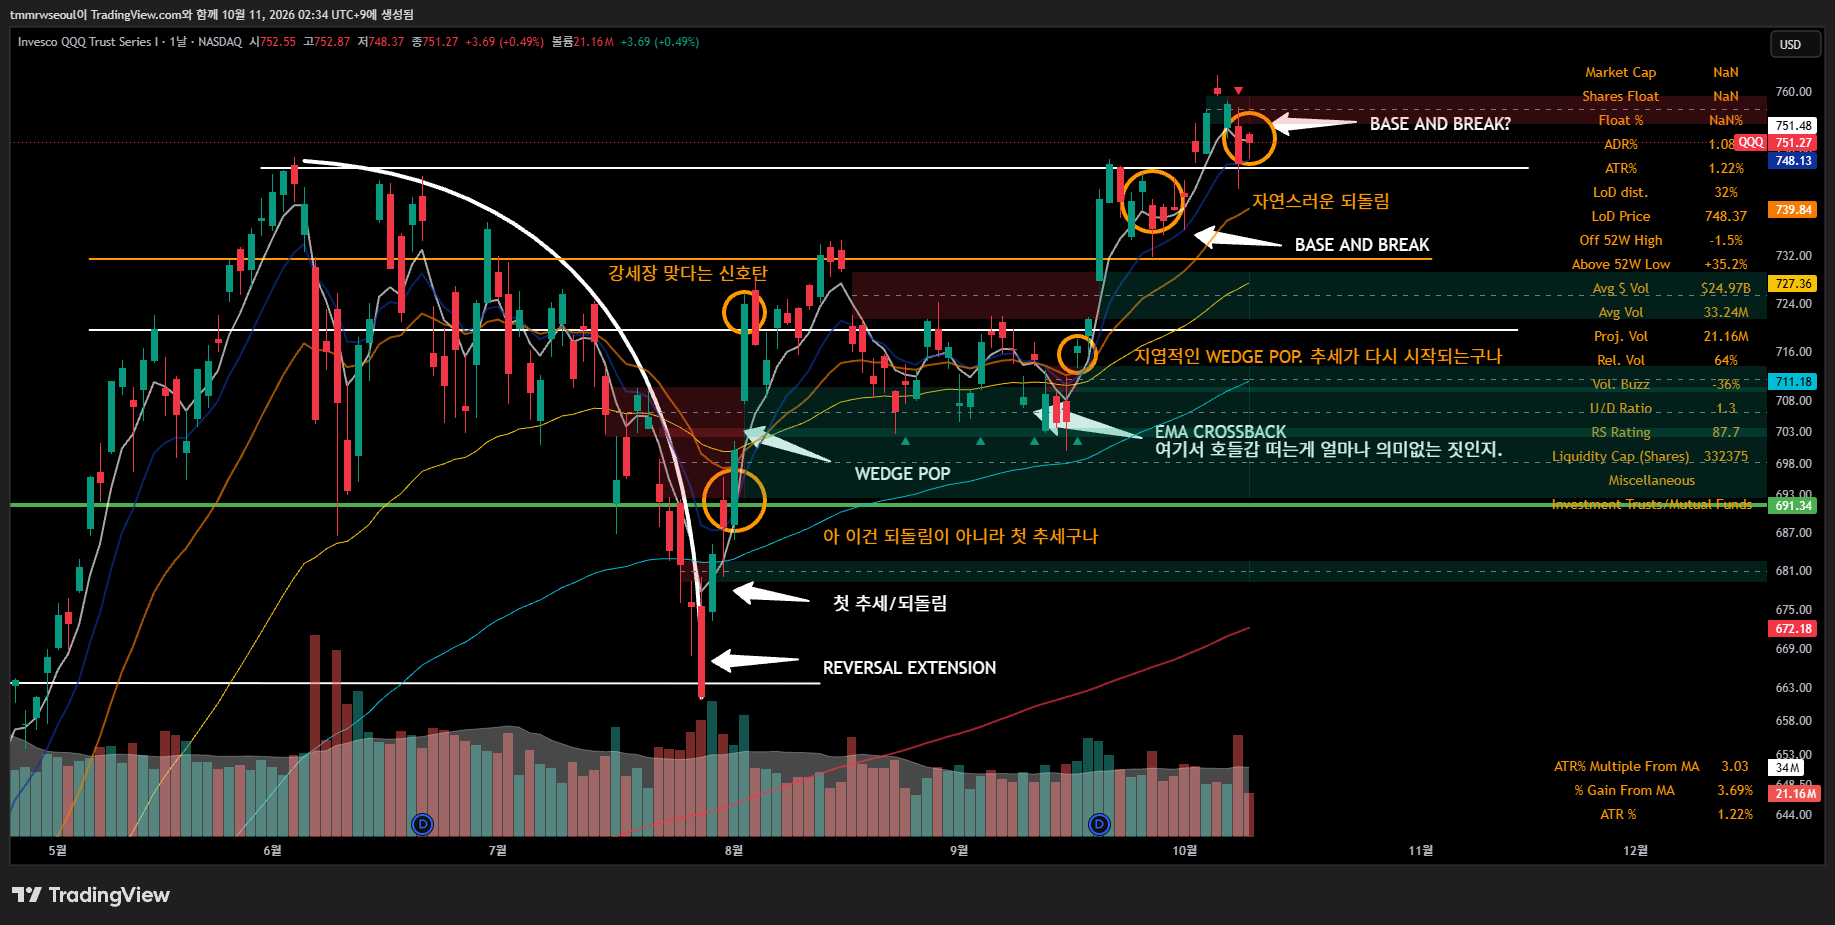 tmmrwseoul이 TradingView.com와 함께 10월 11, 2026 02:34 UTC+9에 생성됨
Invesco QQQ Trust Series I · 1날 · NASDAQ 시752.55 고752.87 저748.37 종751.27 +3.69 (+0.49%) 볼륨21.16M +3.69 (+0.49%)
USD
Market Cap NaN
Shares Float NaN
Float % NaN%
ADR% 1.08
ATR% 1.22%
LoD dist. 32%
LoD Price 748.37
Off 52W High -1.5%
Above 52W Low +35.2%
Avg $ Vol $24.97B
Avg Vol 33.24M
Proj. Vol 21.16M
Rel. Vol 64%
Vol. Buzz -36%
U/D Ratio 1.3
RS Rating 87.7
Liquidity Cap (Shares) 332375
Miscellaneous
Investment Trusts/Mutual Funds
BASE AND BREAK?
자연스러운 되돌림
BASE AND BREAK
강세장 맞다는 신호탄
지엽적인 WEDGE POP. 추세가 다시 시작되는구나
EMA CROSSBACK
여기서 호들갑 떠는게 얼마나 의미없는 짓인지.
WEDGE POP
아 이건 되돌림이 아니라 첫 추세구나
첫 추세/되돌림
REVERSAL EXTENSION
ATR% Multiple From MA 3.03
% Gain From MA 3.69%
ATR % 1.22%
760.00
751.48
QQQ 751.27
748.13
739.84
732.00
727.36
724.00
716.00
711.18
708.00
703.00
698.00
693.00
691.34
687.00
681.00
675.00
672.18
669.00
663.00
658.00
653.00
34M
21.16M
644.00
D
D
5월 6월 7월 8월 9월 10월 11월 12월
TradingView